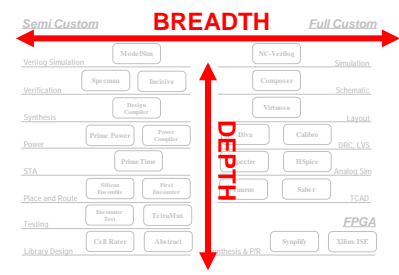 Semi Custom
BREADTH
Full Custom
ModelSim
NC-Verilog
Verilog Simulation
Simulation
Specman
Incisive
Composer
Verification
Schematic
Design Compiler
Virtuoso
Synthesis
Layout
Prime Power
Power Compiler
Diva
Calibre
Power
DRC, LVS
DEPTH
PrimeTime
HSpice
STA
Analog Sim
Silicon Ensemble
First Encounter
Saber
Place and Route
TCAD
Encounter Test
TetraMax
Testing
FPGA
Cell Rater
Abstract
Synplify
Xilinx ISE
Library Design